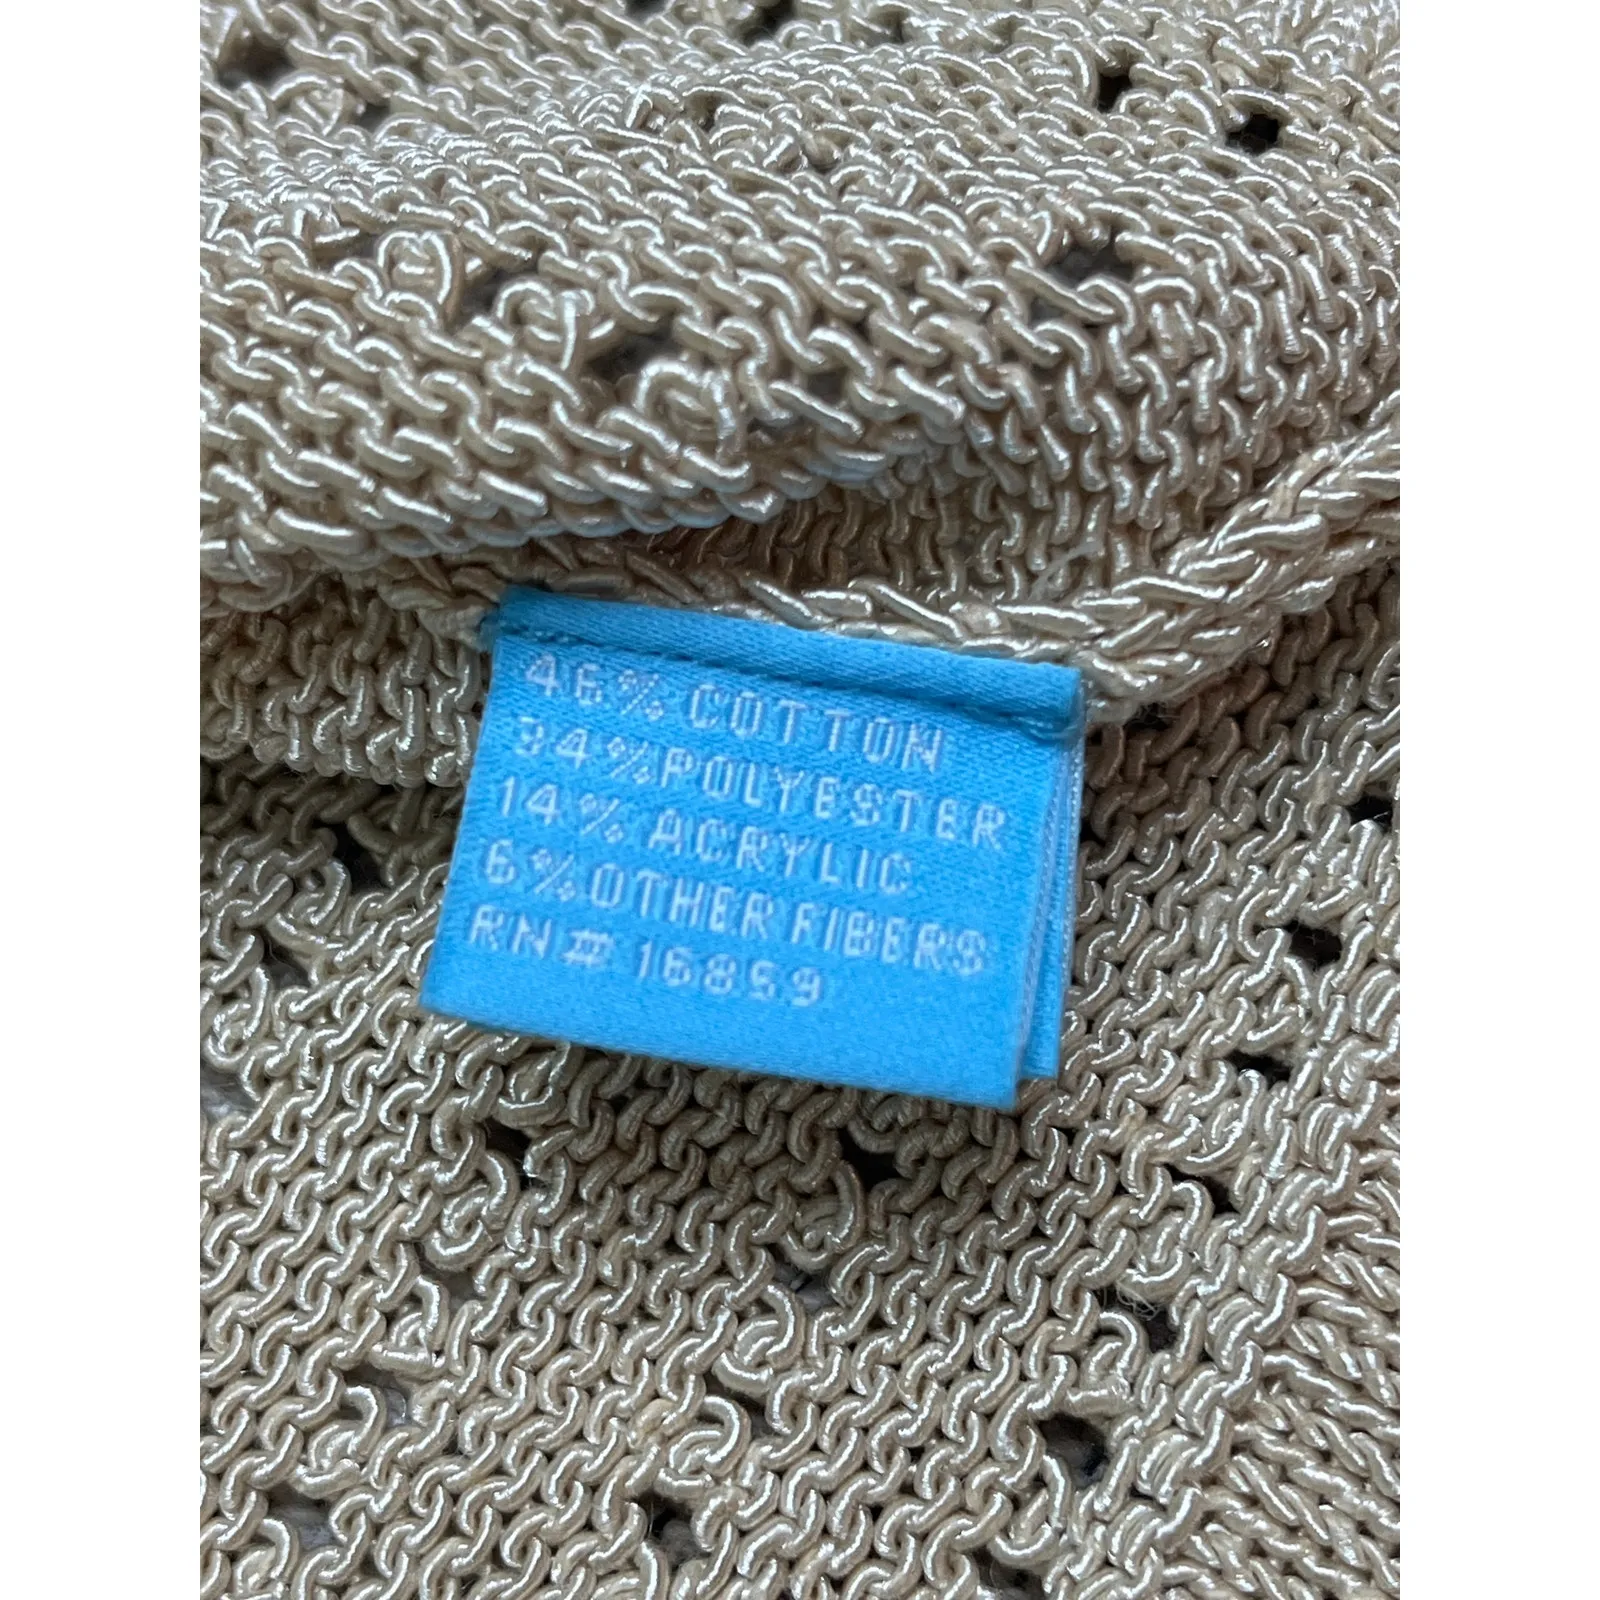 46% COTTON
34% POLYESTER
14% ACRYLIC
6% OTHER FIBERS
RN# 16859